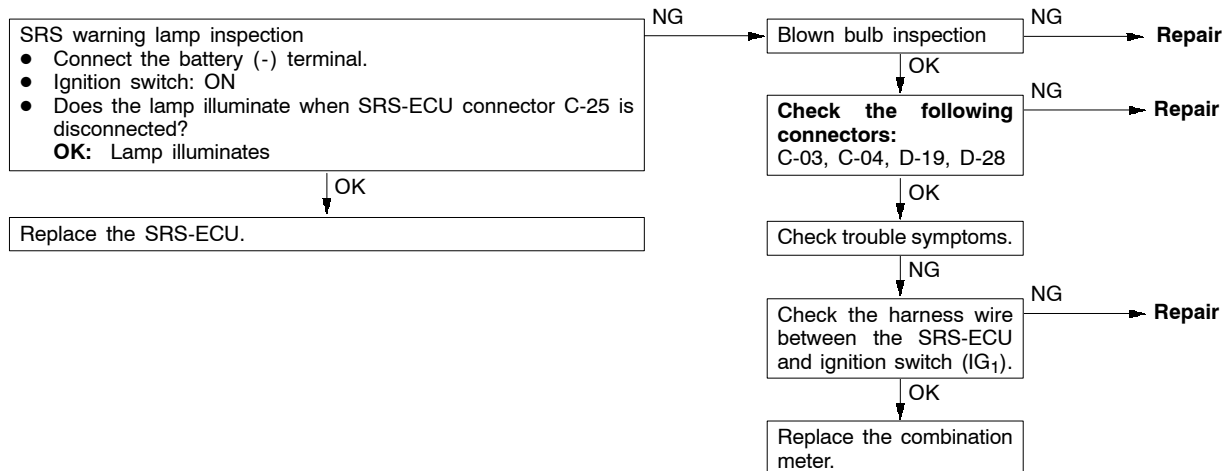 SRS warning lamp inspection
● Connect the battery (-) terminal.
● Ignition switch: ON
● Does the lamp illuminate when SRS-ECU connector C-25 is
disconnected?
OK: Lamp illuminates
NG
OK
Replace the SRS-ECU.
Blown bulb inspection
NG
Repair
OK
Check the following
connectors:
C-03, C-04, D-19, D-28
NG
Repair
OK
Check trouble symptoms.
NG
Check the harness wire
between the SRS-ECU
and ignition switch (IG1).
NG
Repair
OK
Replace the combination
meter.